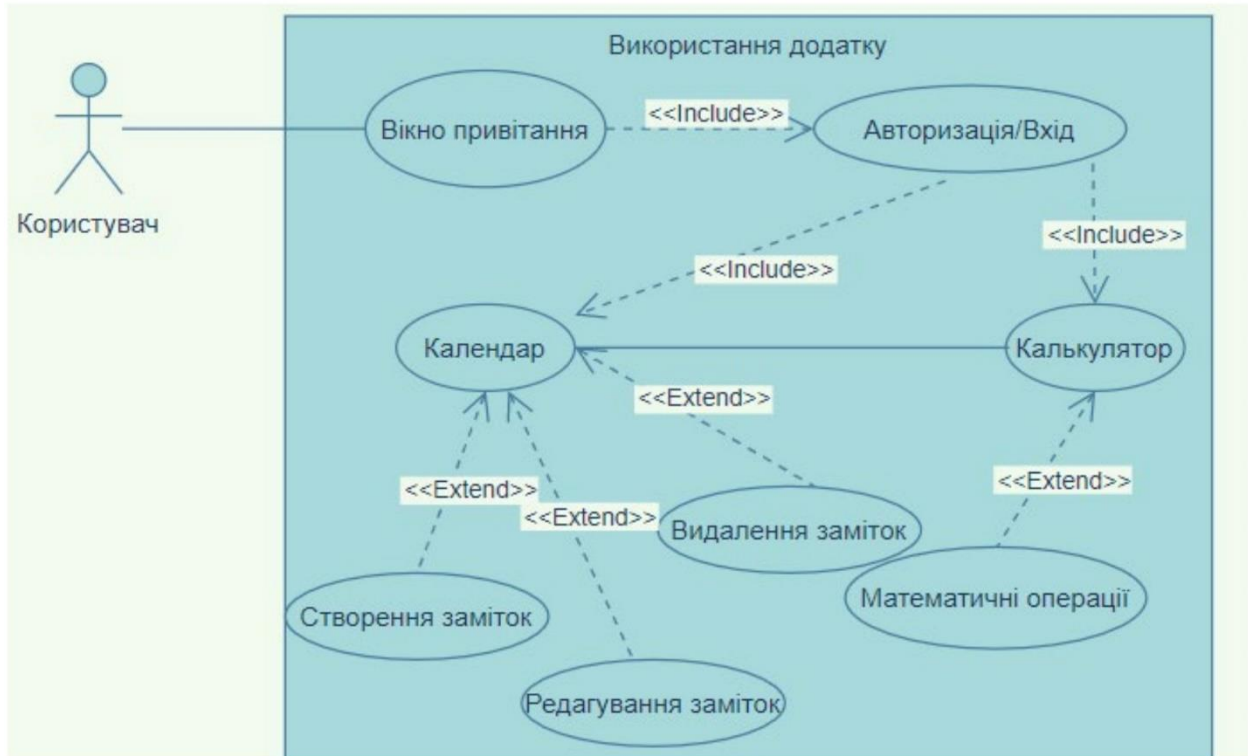 Використання додатку
Вікно привітання
<<Include>>
Авторизація/Вхід
Користувач
<<Include>>
<<Include>>
Календар
Калькулятор
<<Extend>>
<<Extend>>
<<Extend>>
<<Extend>>
Видалення заміток
Математичні операції
Створення заміток
Редагування заміток